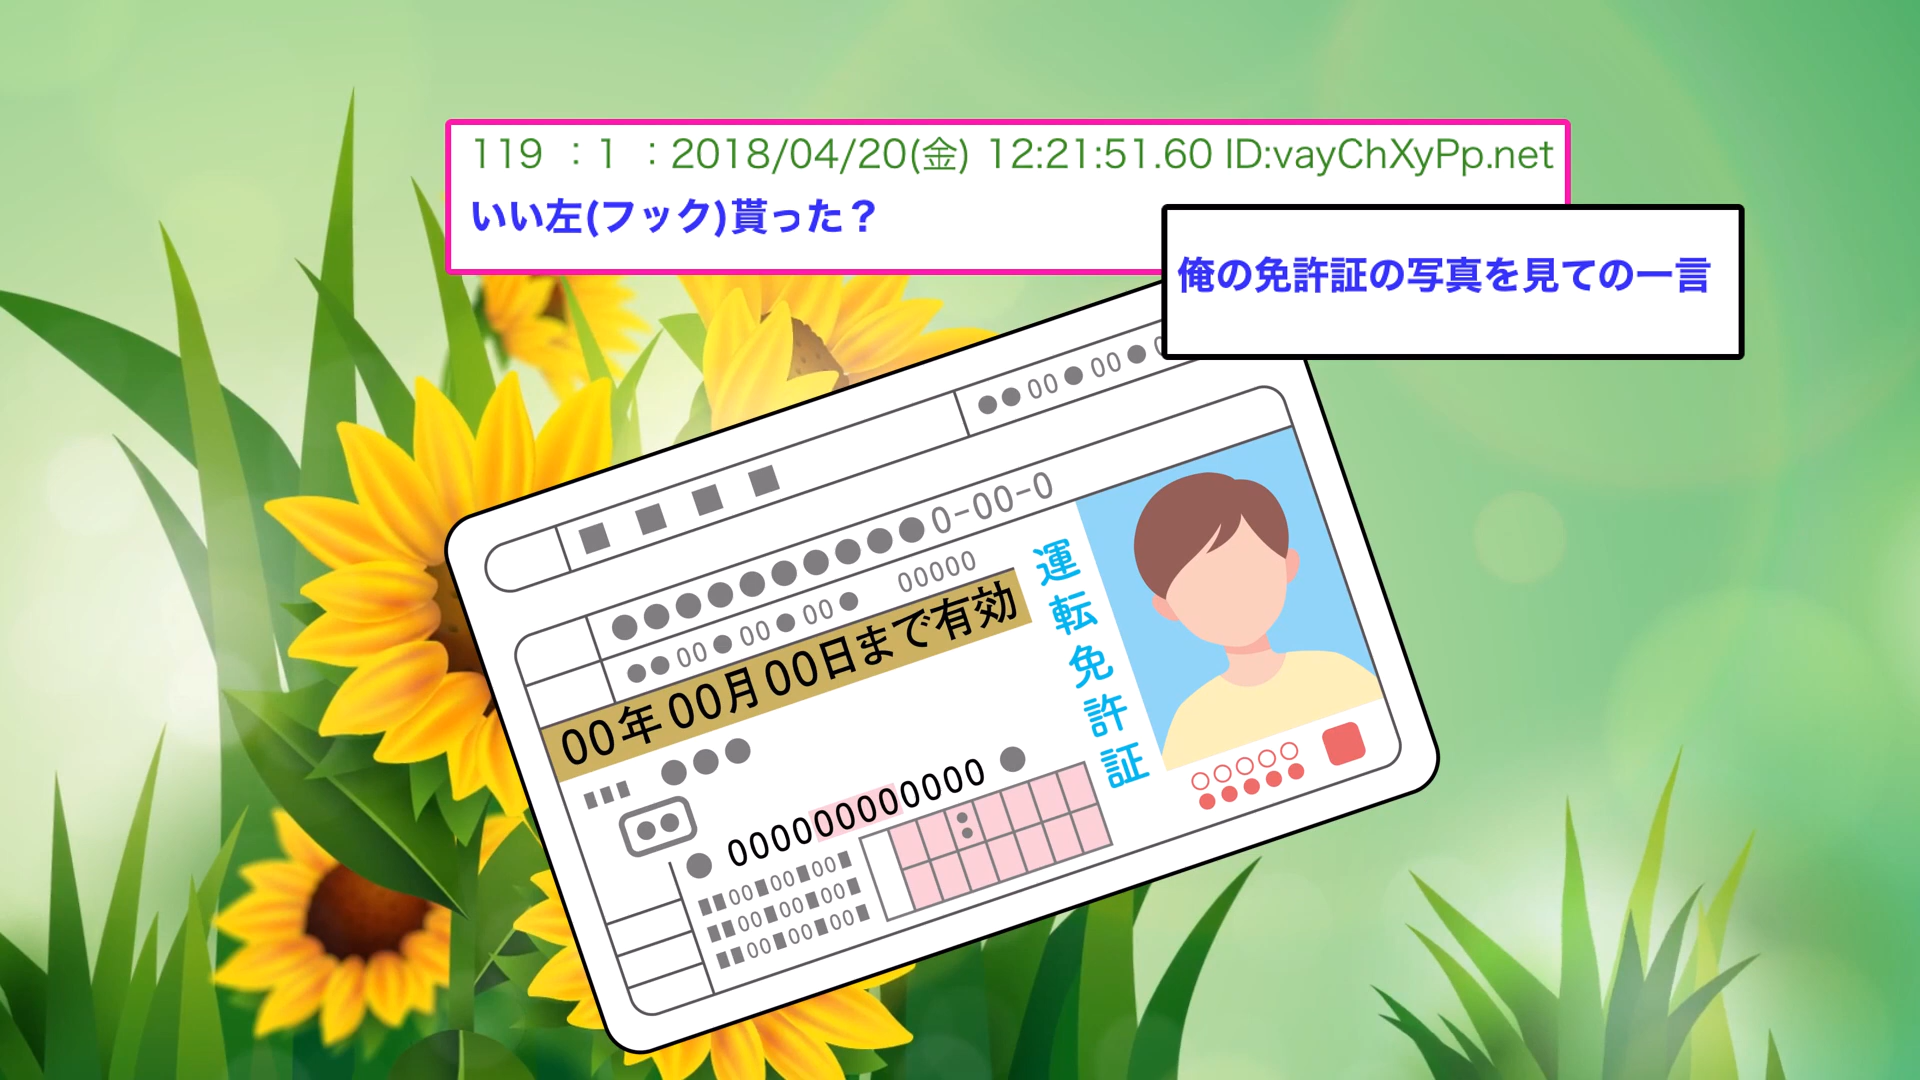 119 ：1 ：2018/04/20(金) 12:21:51.60 ID:vayChXyPp.net
いい左(フック)貰った？
俺の免許証の写真を見ての一言
■ ■ ■ ■
●●00●00●0
●●●●●●●●●●0-00-0
●●00●00●00● 00000
00年00月00日まで有効
運転免許証
■■■ ●●●
●●
● 000000000000 ●
■■00■00■00■
■■00■00■00■
■■00■00■00■
○○○○○
●●●●●